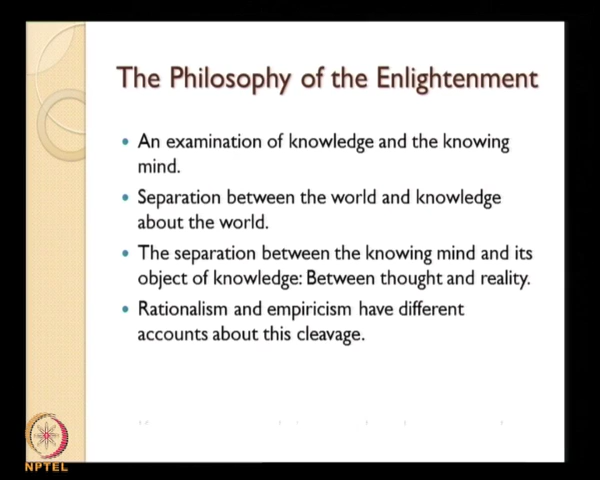 The Philosophy of the Enlightenment
• An examination of knowledge and the knowing
mind.
• Separation between the world and knowledge
about the world.
• The separation between the knowing mind and its
object of knowledge: Between thought and reality.
• Rationalism and empiricism have different
accounts about this cleavage.
NPTEL